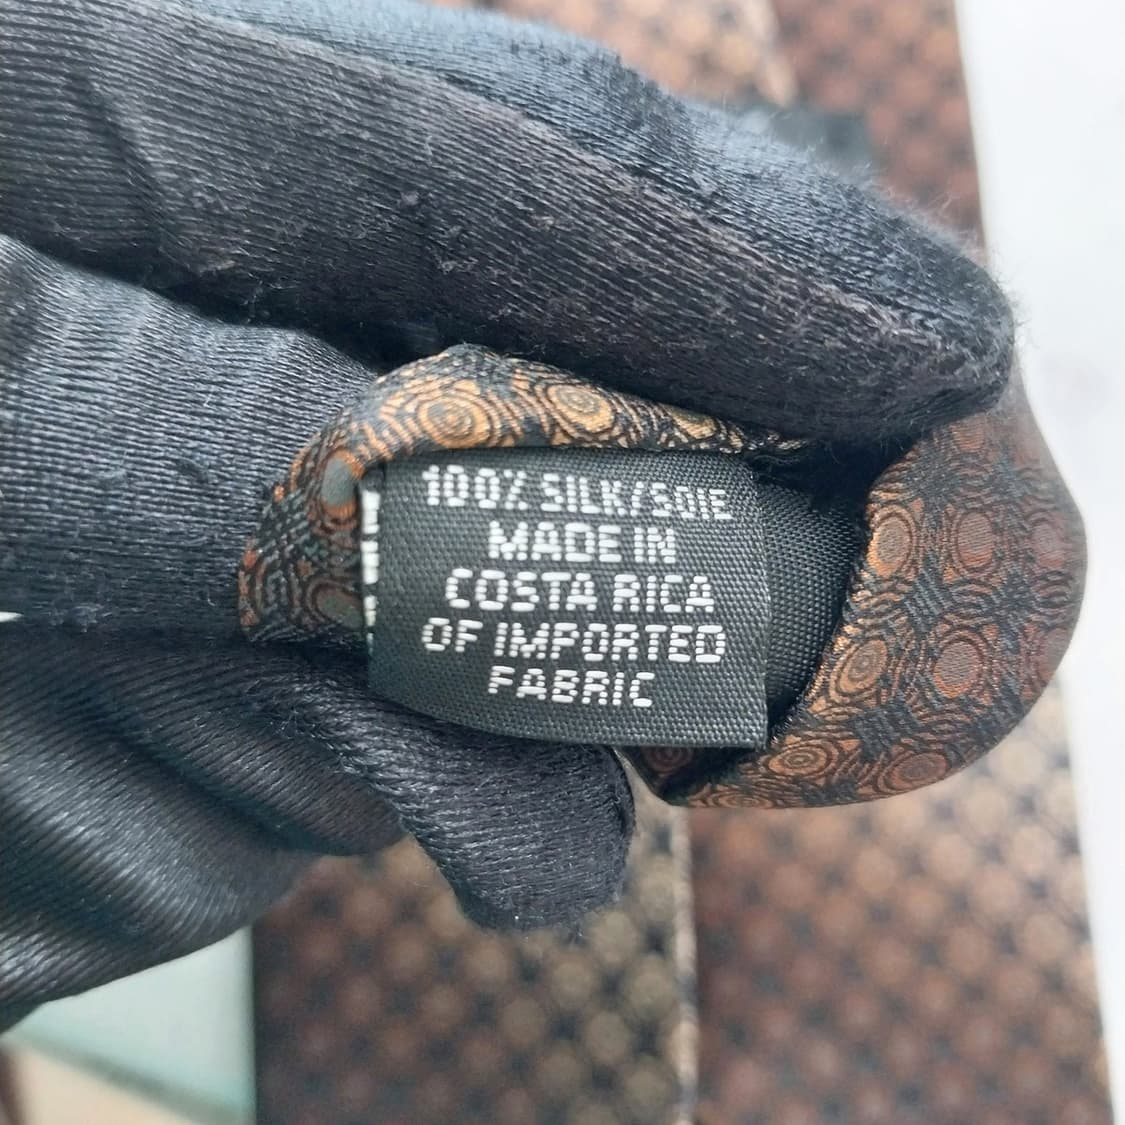 100% SILK/SOIE
MADE IN
COSTA RICA
OF IMPORTED
FABRIC